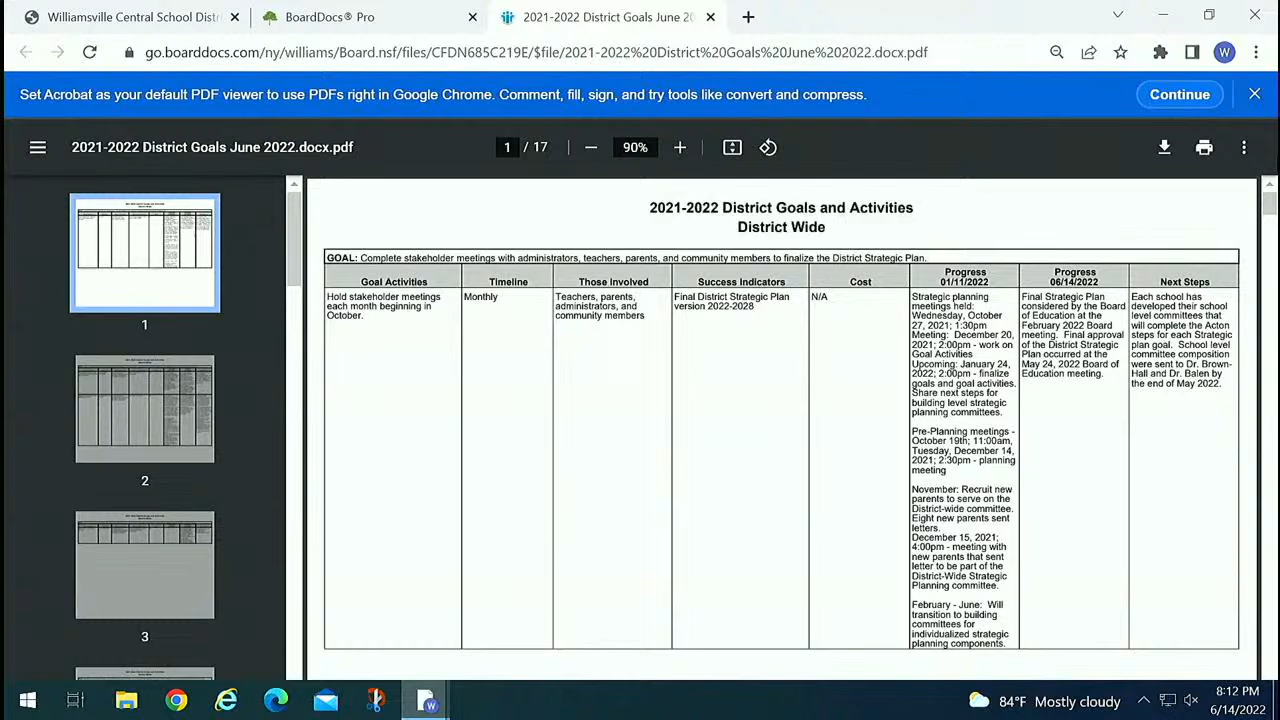 Williamsville Central School Distr
BoardDocs® Pro
2021-2022 District Goals June 20
go.boarddocs.com/ny/williams/Board.nsf/files/CFDN685C219E/$file/2021-2022%20District%20Goals%20June%202022.docx.pdf
W
Set Acrobat as your default PDF viewer to use PDFs right in Google Chrome. Comment, fill, sign, and try tools like convert and compress.
Continue
2021-2022 District Goals June 2022.docx.pdf
1 / 17
90%
1
2
3
2021-2022 District Goals and Activities
District Wide
GOAL: Complete stakeholder meetings with administrators, teachers, parents, and community members to finalize the District Strategic Plan.
Goal Activities
Timeline
Those Involved
Success Indicators
Cost
Progress
01/11/2022
Progress
06/14/2022
Next Steps
Hold stakeholder meetings
each month beginning in
October.
Monthly
Teachers, parents,
administrators, and
community members
Final District Strategic Plan
version 2022-2028
N/A
Strategic planning
meetings held:
Wednesday, October
27, 2021; 1:30pm
Meeting: December 20,
2021; 2:00pm - work on
Goal Activities
Upcoming: January 24,
2022; 2:00pm - finalize
goals and goal activities.
Share next steps for
building level strategic
planning committees.
Pre-Planning meetings -
October 19th; 11:00am,
Tuesday, December 14,
2021; 2:30pm - planning
meeting
November: Recruit new
parents to serve on the
District-wide committee.
Eight new parents sent
letters.
December 15, 2021;
4:00pm - meeting with
new parents that sent
letter to be part of the
District-Wide Strategic
Planning committee.
February - June: Will
transition to building
committees for
individualized strategic
planning components.
Final Strategic Plan
considered by the Board
of Education at the
February 2022 Board
meeting. Final approval
of the District Strategic
Plan occurred at the
May 24, 2022 Board of
Education meeting.
Each school has
developed their school
level committees that
will complete the Acton
steps for each Strategic
plan goal. School level
committee composition
were sent to Dr. Brown-
Hall and Dr. Balen by
the end of May 2022.
84°F Mostly cloudy
8:12 PM
6/14/2022